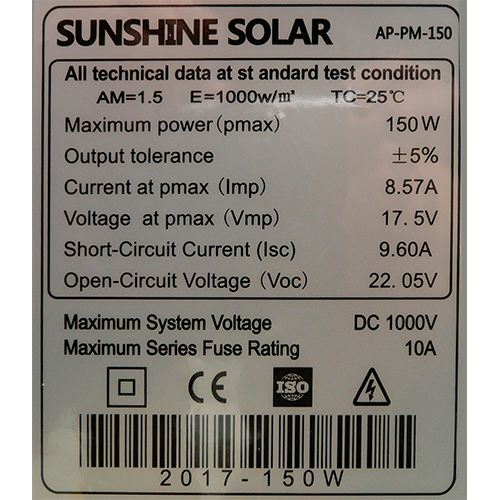 SUNSHINE SOLAR AP-PM-150
All technical data at st andard test condition
AM=1.5 E=1000w/m² TC=25℃
Maximum power(pmax) 150W
Output tolerance ±5%
Current at pmax (Imp) 8.57A
Voltage at pmax (Vmp) 17.5V
Short-Circuit Current (Isc) 9.60A
Open-Circuit Voltage (Voc) 22.05V
Maximum System Voltage DC 1000V
Maximum Series Fuse Rating 10A
CE ISO
2017-150W